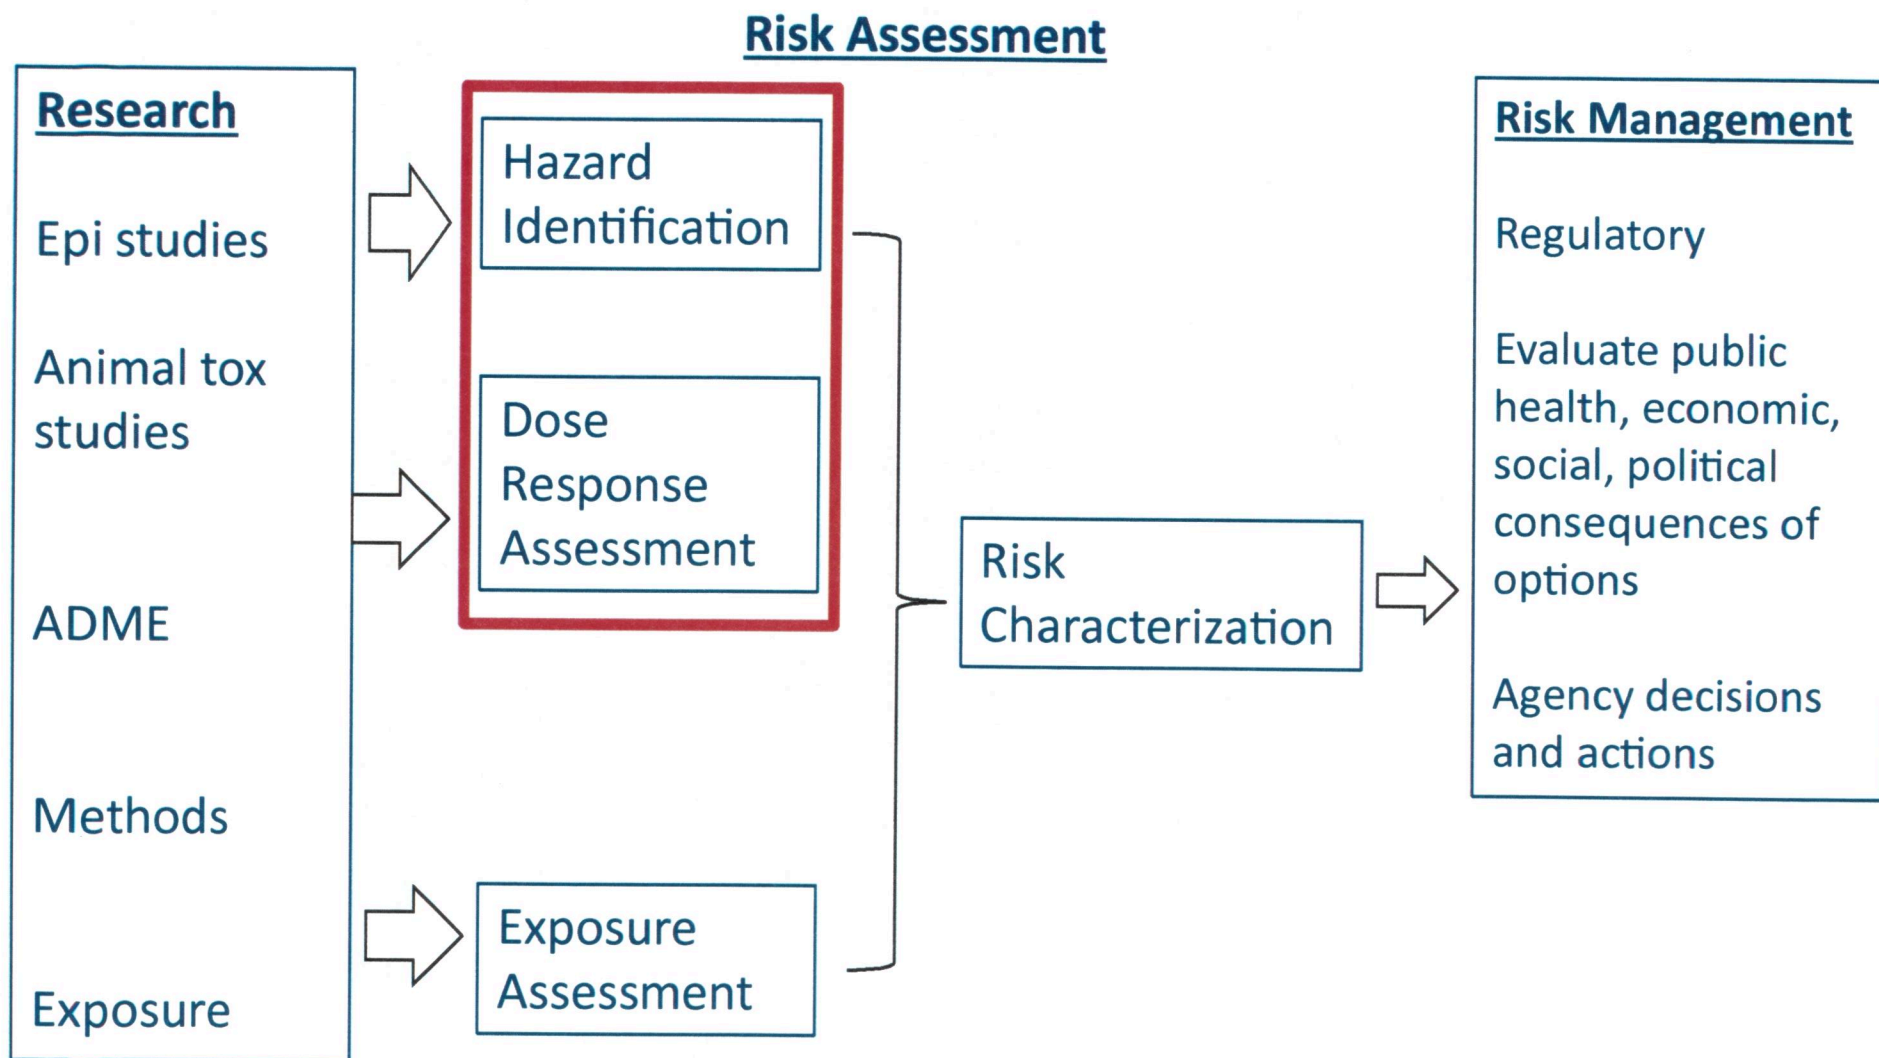 Risk Assessment
Research
Epi studies
Animal tox
studies
ADME
Methods
Exposure
Hazard
Identification
Dose
Response
Assessment
Exposure
Assessment
Risk
Characterization
Risk Management
Regulatory
Evaluate public
health, economic,
social, political
consequences of
options
Agency decisions
and actions